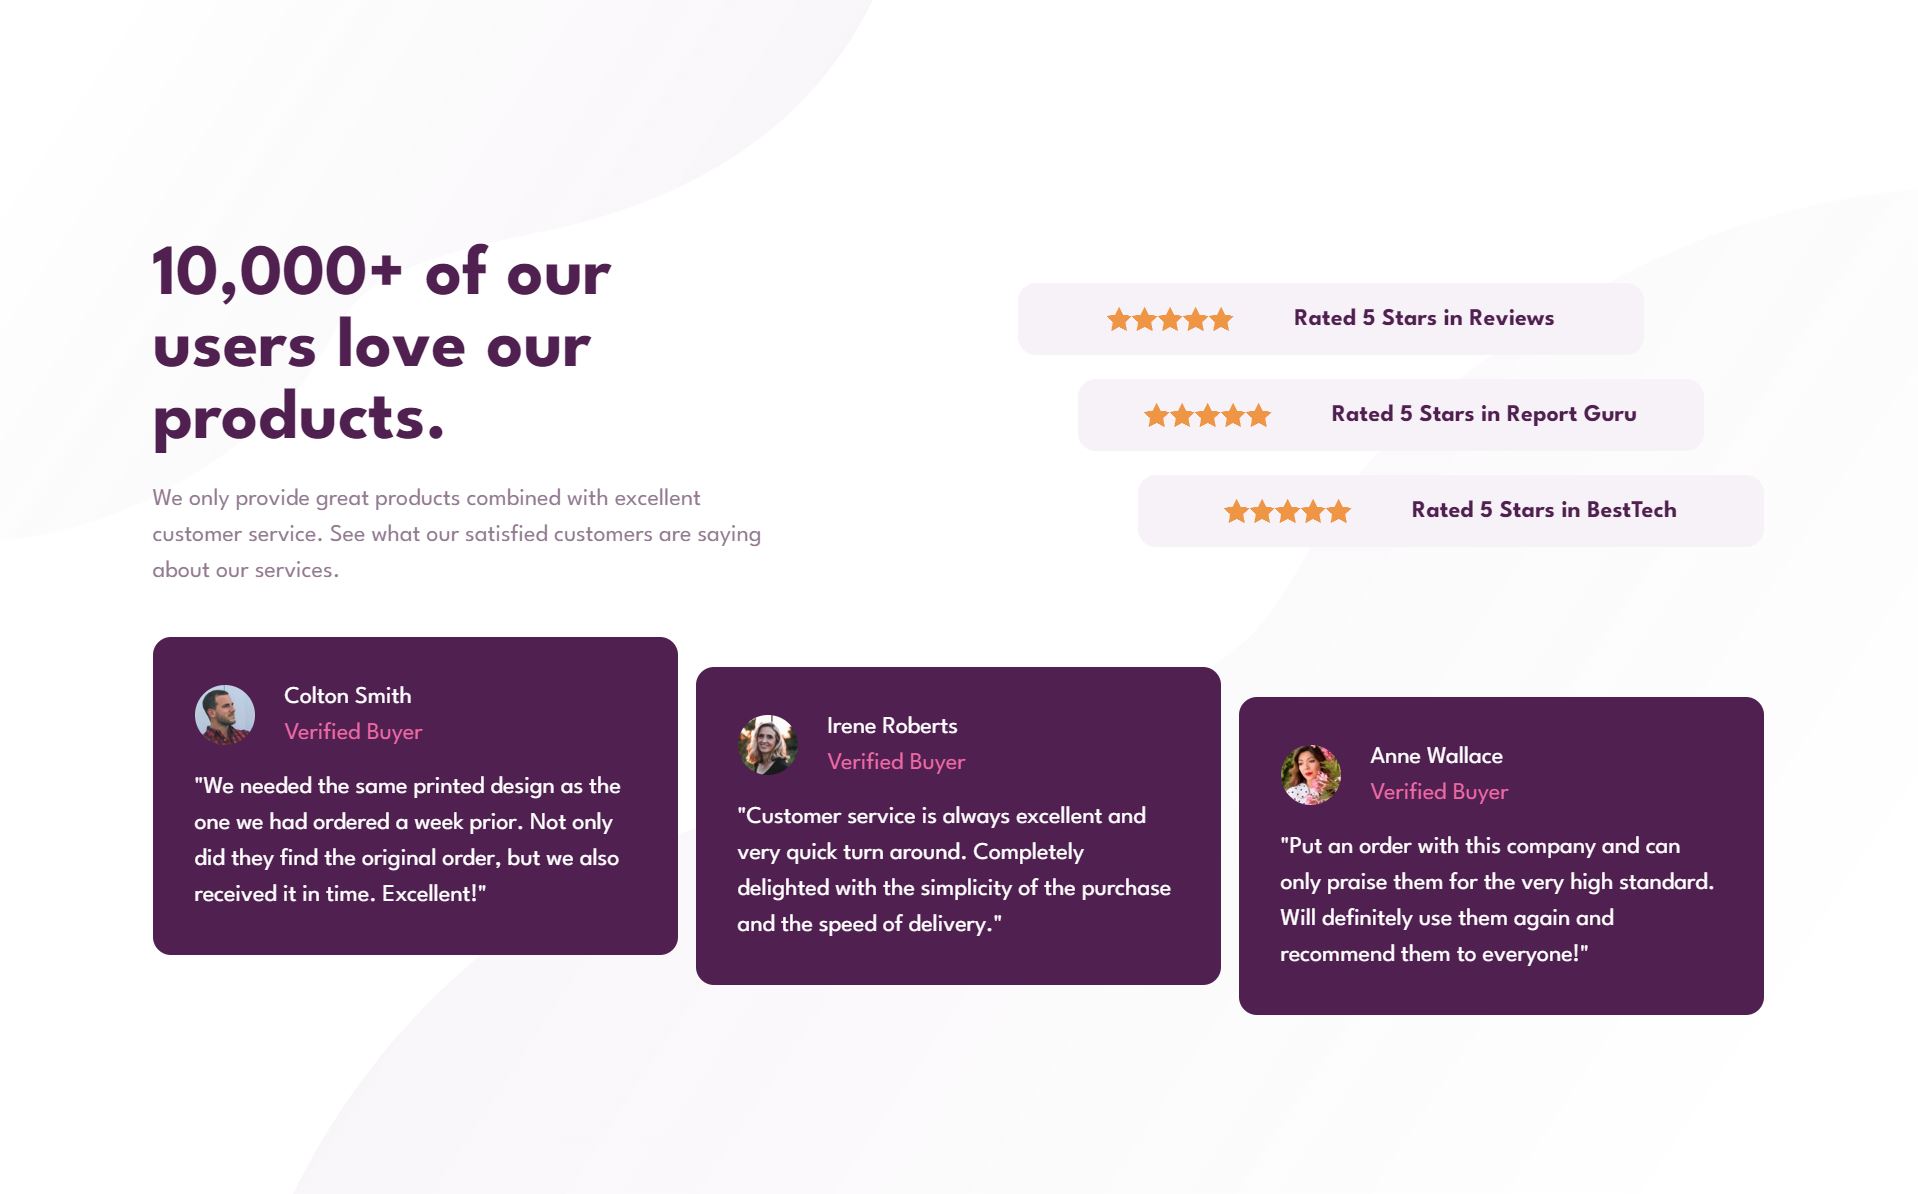 10,000+ of our
users love our
products.
We only provide great products combined with excellent
customer service. See what our satisfied customers are saying
about our services.
Rated 5 Stars in Reviews
Rated 5 Stars in Report Guru
Rated 5 Stars in BestTech
Colton Smith
Verified Buyer
"We needed the same printed design as the
one we had ordered a week prior. Not only
did they find the original order, but we also
received it in time. Excellent!"
Irene Roberts
Verified Buyer
"Customer service is always excellent and
very quick turn around. Completely
delighted with the simplicity of the purchase
and the speed of delivery."
Anne Wallace
Verified Buyer
"Put an order with this company and can
only praise them for the very high standard.
Will definitely use them again and
recommend them to everyone!"